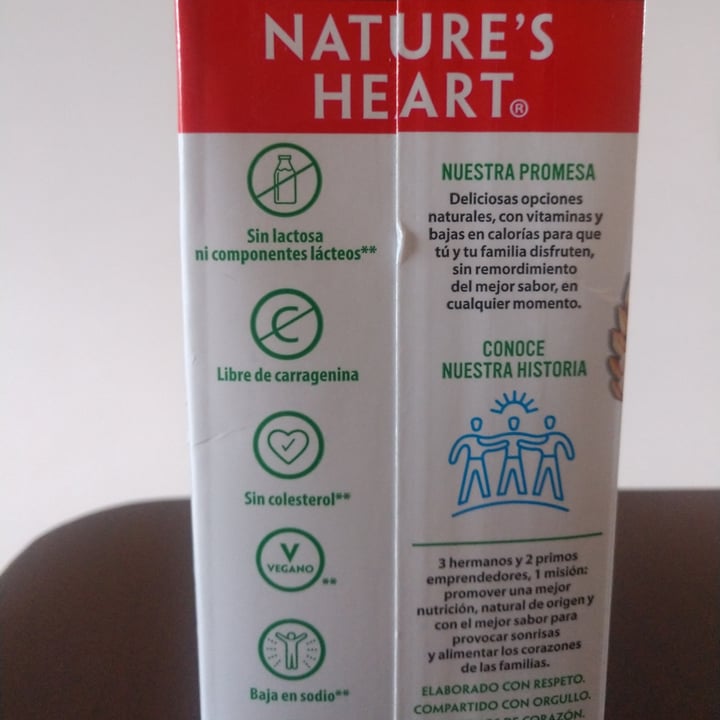 NATURE'S
HEART®
Sin lactosa
ni componentes lácteos**
C
Libre de carragenina
Sin colesterol**
V
VEGANO
**
Baja en sodio**
NUESTRA PROMESA
Deliciosas opciones
naturales, con vitaminas y
bajas en calorías para que
tú y tu familia disfruten,
sin remordimiento
del mejor sabor, en
cualquier momento.
CONOCE
NUESTRA HISTORIA
3 hermanos y 2 primos
emprendedores, 1 misión:
promover una mejor
nutrición, natural de origen y
con el mejor sabor para
provocar sonrisas
y alimentar los corazones
de las familias.
ELABORADO CON RESPETO.
COMPARTIDO CON ORGULLO.
DE CORAZÓN.